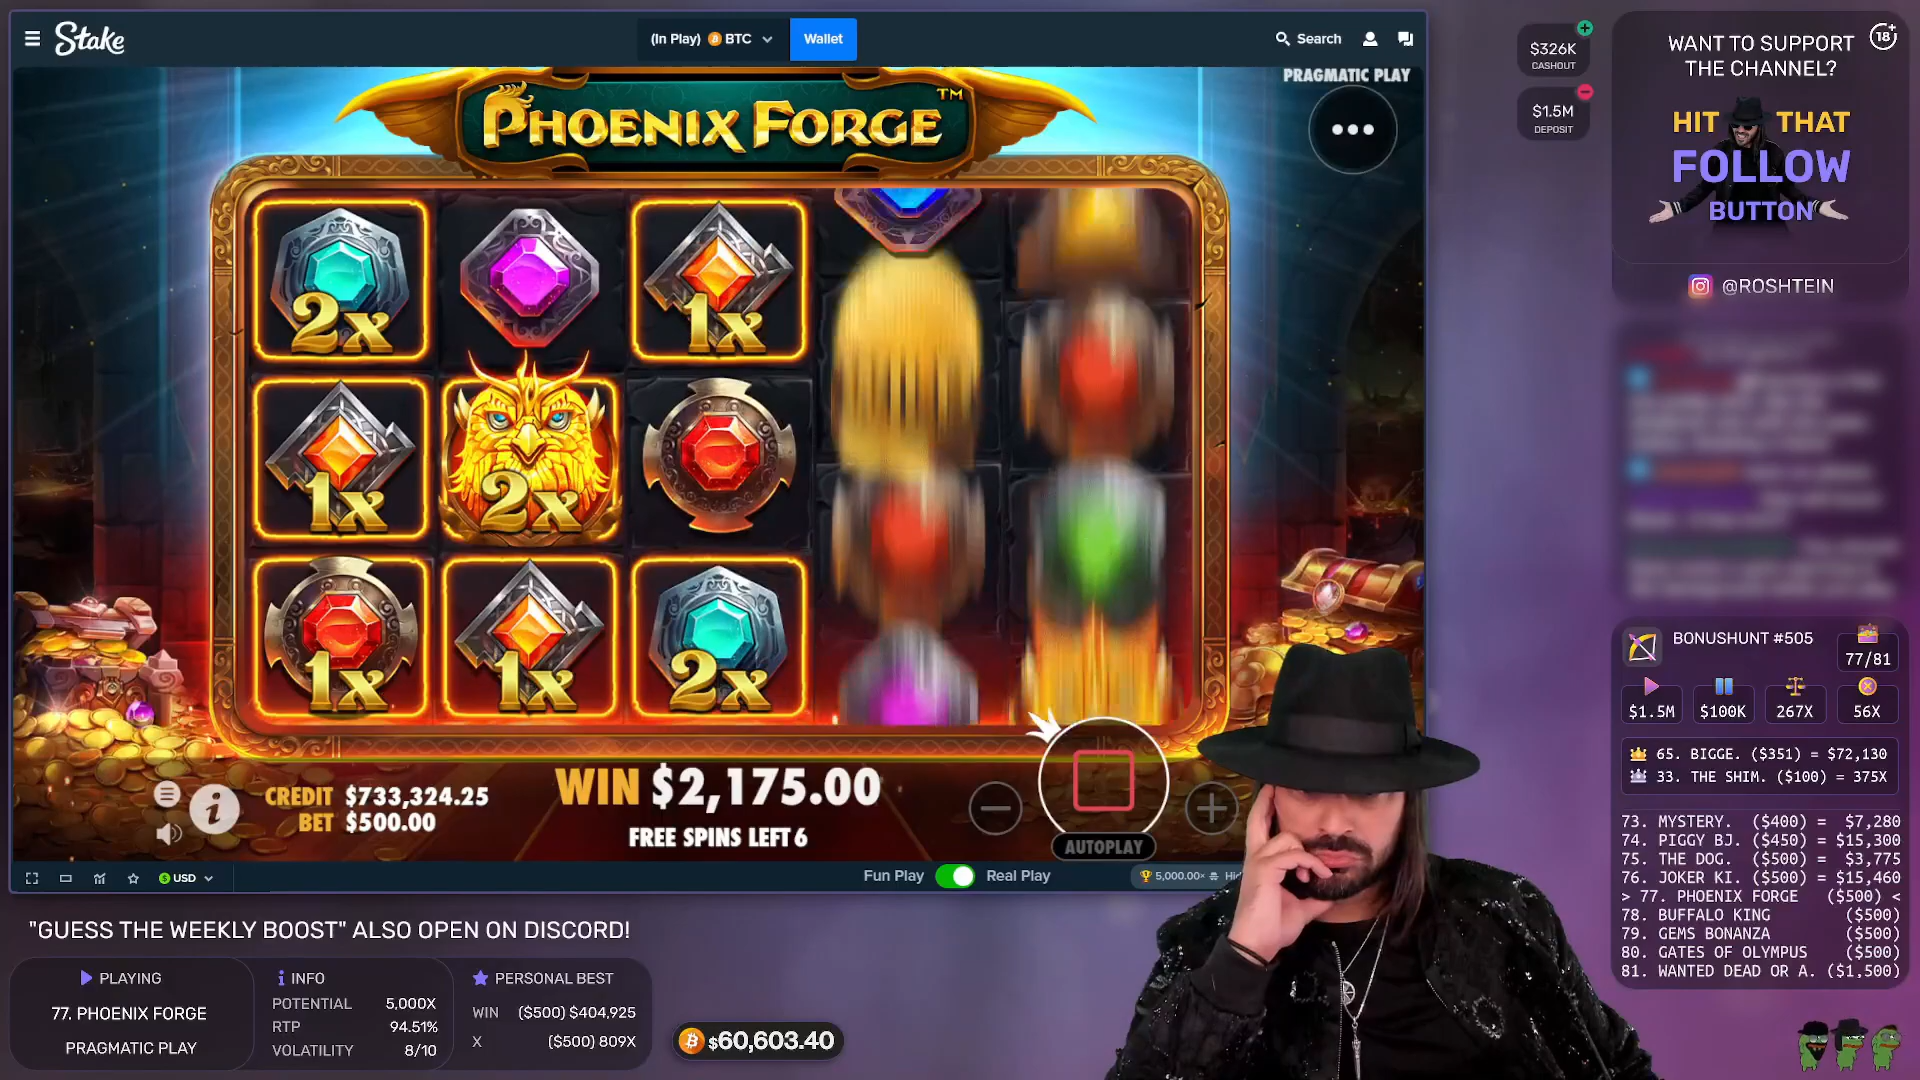 Stake
(In Play) BTC
Wallet
Search
PRAGMATIC PLAY
PHOENIX FORGE™
2x
1x
1x
2x
1x
1x
2x
CREDIT $733,324.25
BET $500.00
WIN $2,175.00
FREE SPINS LEFT 6
AUTOPLAY
USD
Fun Play
Real Play
5,000.00×
"GUESS THE WEEKLY BOOST" ALSO OPEN ON DISCORD!
PLAYING
77. PHOENIX FORGE
PRAGMATIC PLAY
INFO
POTENTIAL 5,000X
RTP 94.51%
VOLATILITY 8/10
PERSONAL BEST
WIN ($500) $404,925
X ($500) 809X
$60,603.40
$326K
CASHOUT
$1.5M
DEPOSIT
WANT TO SUPPORT
THE CHANNEL?
18+
HIT THAT
FOLLOW
BUTTON
@ROSHTEIN
BONUSHUNT #505
77/81
$1.5M $100K 267X 56X
65. BIGGE. ($351) = $72,130
33. THE SHIM. ($100) = 375X
73. MYSTERY. ($400) = $7,280
74. PIGGY BJ. ($450) = $15,300
75. THE DOG. ($500) = $3,775
76. JOKER KI. ($500) = $15,460
> 77. PHOENIX FORGE ($500) <
78. BUFFALO KING ($500)
79. GEMS BONANZA ($500)
80. GATES OF OLYMPUS ($500)
81. WANTED DEAD OR A. ($1,500)